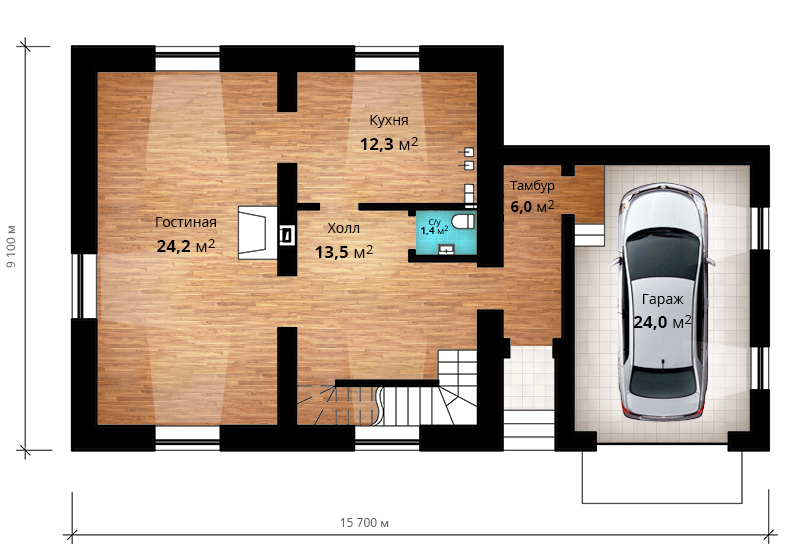 Кухня
12,3 м2
Тамбур
6,0 м2
Гостиная
24,2 м2
Холл
13,5 м2
С/у
1,4 м2
Гараж
24,0 м2
9 100 м
15 700 м